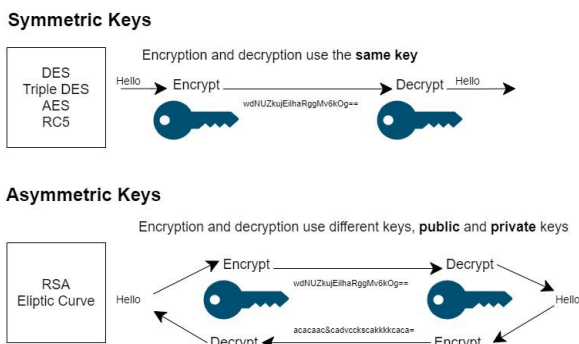 Symmetric Keys
Encryption and decryption use the same key
DES
Triple DES
AES
RC5
Hello
Encrypt
Decrypt
Hello
wdNUZkujEilhaRggMv6kOg==
Asymmetric Keys
Encryption and decryption use different keys, public and private keys
RSA
Eliptic Curve
Hello
Encrypt
Decrypt
wdNUZkujEilhaRggMv6kOg==
Hello
acacaac&cadvcckscakkkkcaca=
Decrypt
Encrypt